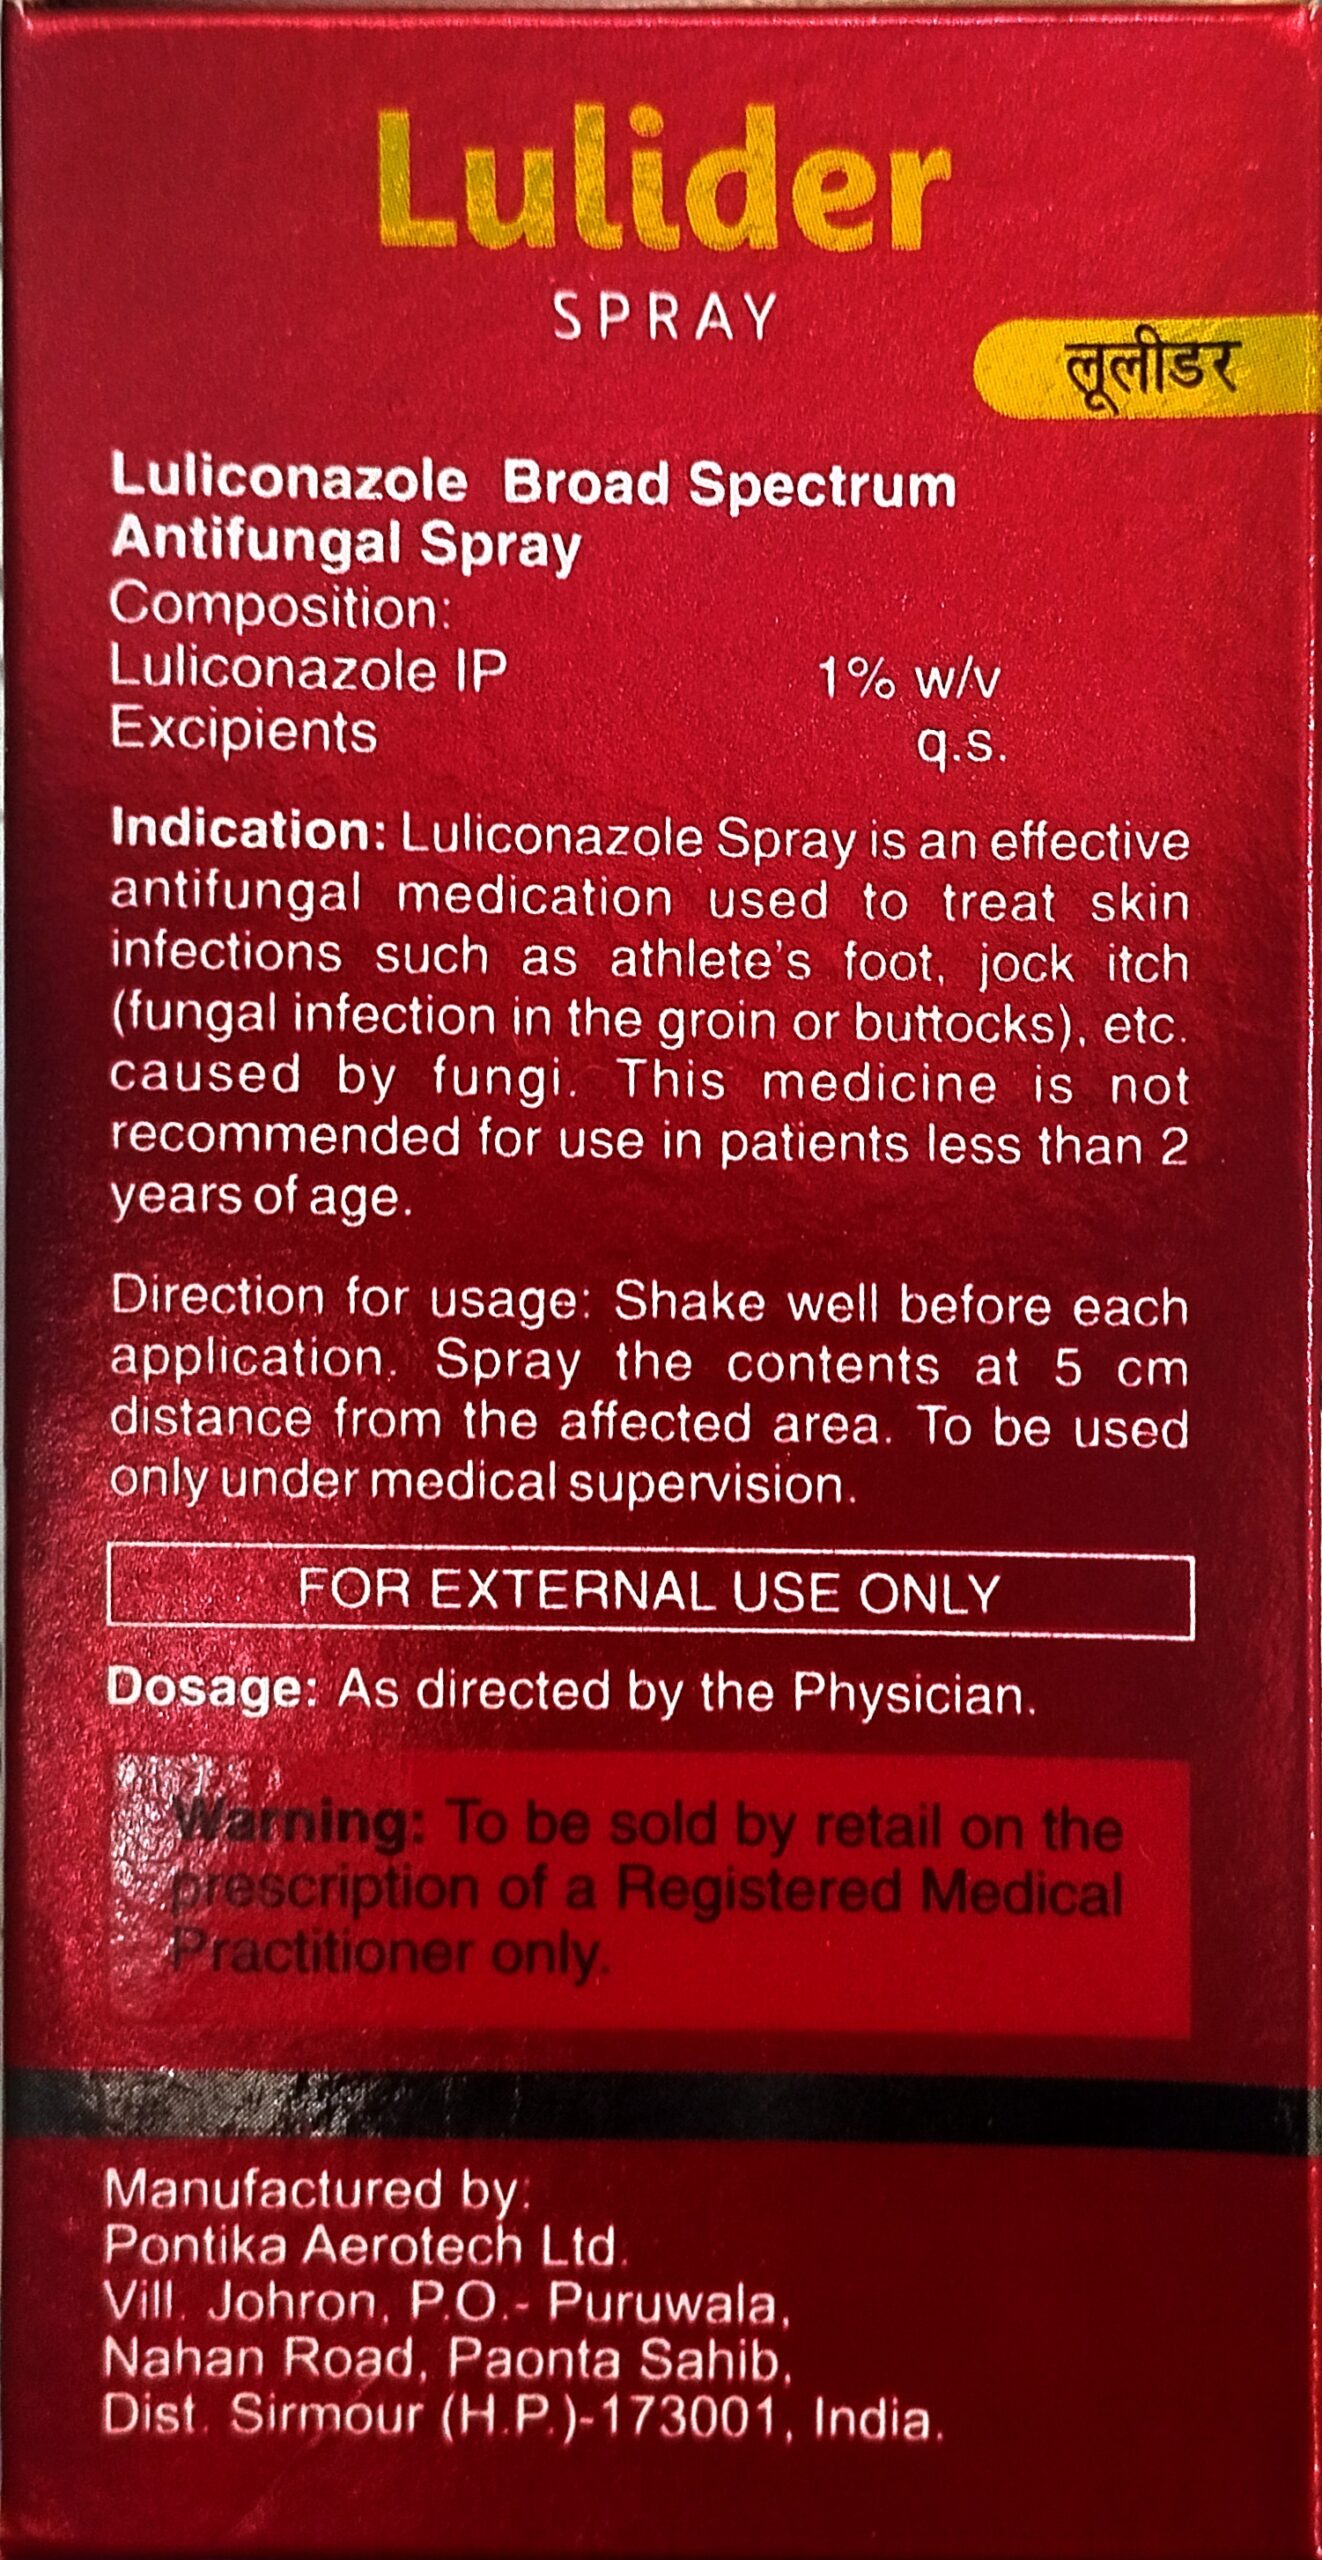 Lulider
SPRAY
लूलीडर
Luliconazole Broad Spectrum
Antifungal Spray
Composition:
Luliconazole IP 1% w/v
Excipients q.s.
Indication: Luliconazole Spray is an effective
antifungal medication used to treat skin
infections such as athlete's foot, jock itch
(fungal infection in the groin or buttocks), etc.
caused by fungi. This medicine is not
recommended for use in patients less than 2
years of age.
Direction for usage: Shake well before each
application. Spray the contents at 5 cm
distance from the affected area. To be used
only under medical supervision.
FOR EXTERNAL USE ONLY
Dosage: As directed by the Physician.
Warning: To be sold by retail on the
prescription of a Registered Medical
Practitioner only.
Manufactured by:
Pontika Aerotech Ltd.
Vill. Johron, P.O.- Puruwala,
Nahan Road, Paonta Sahib,
Dist. Sirmour (H.P.)-173001, India.